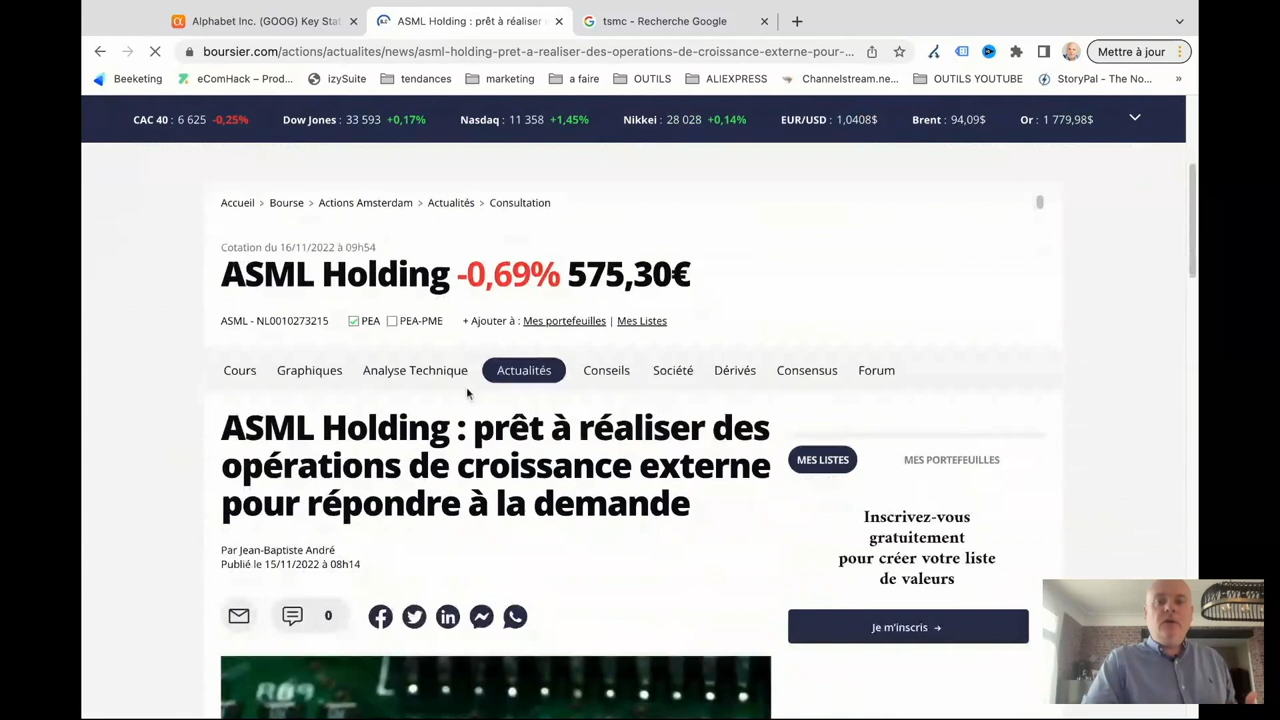 Alphabet Inc. (GOOG) Key Stat
ASML Holding : prêt à réaliser
tsmc - Recherche Google
boursier.com/actions/actualites/news/asml-holding-pret-a-realiser-des-operations-de-croissance-externe-pour-...
Mettre à jour
Beeketing
eComHack – Prod...
izySuite
tendances
marketing
a faire
OUTILS
ALIEXPRESS
Channelstream.ne...
OUTILS YOUTUBE
StoryPal - The No...
»
CAC 40 : 6 625 -0,25%
Dow Jones : 33 593 +0,17%
Nasdaq : 11 358 +1,45%
Nikkei : 28 028 +0,14%
EUR/USD : 1,0408$
Brent : 94,09$
Or : 1 779,98$
Accueil > Bourse > Actions Amsterdam > Actualités > Consultation
Cotation du 16/11/2022 à 09h54
ASML Holding -0,69% 575,30€
ASML - NL0010273215
PEA
PEA-PME
+ Ajouter à : Mes portefeuilles | Mes Listes
Cours
Graphiques
Analyse Technique
Actualités
Conseils
Société
Dérivés
Consensus
Forum
ASML Holding : prêt à réaliser des
opérations de croissance externe
pour répondre à la demande
Par Jean-Baptiste André
Publié le 15/11/2022 à 08h14
0
MES LISTES
MES PORTEFEUILLES
Inscrivez-vous
gratuitement
pour créer votre liste
de valeurs
Je m'inscris →